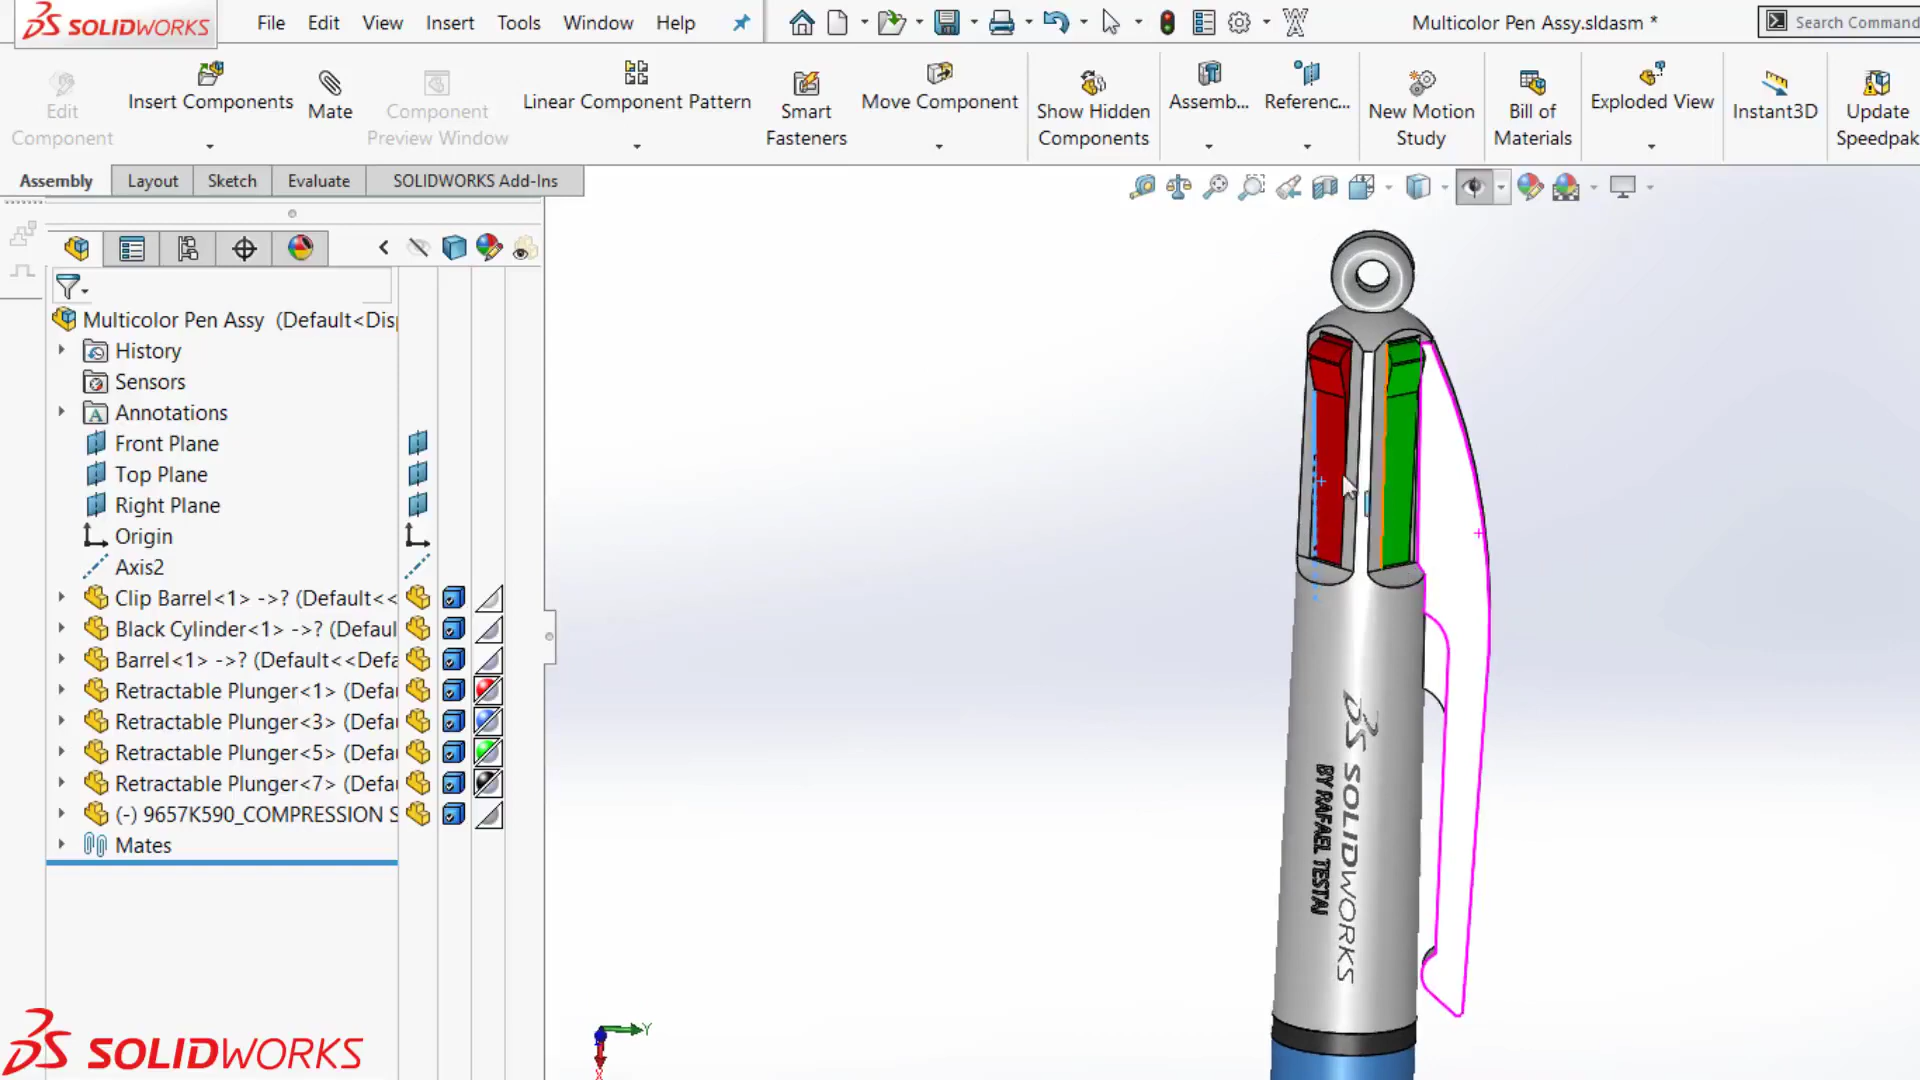 SOLIDWORKS
File Edit View Insert Tools Window Help
Multicolor Pen Assy.sldasm *
Search Command
Edit Component
Insert Components
Mate
Component Preview Window
Linear Component Pattern
Smart Fasteners
Move Component
Show Hidden Components
Assemb...
Referenc...
New Motion Study
Bill of Materials
Exploded View
Instant3D
Update Speedpak
Assembly Layout Sketch Evaluate SOLIDWORKS Add-Ins
Multicolor Pen Assy (Default<Disp
History
Sensors
Annotations
Front Plane
Top Plane
Right Plane
Origin
Axis2
Clip Barrel<1> ->? (Default<<
Black Cylinder<1> ->? (Defaul
Barrel<1> ->? (Default<<Defa
Retractable Plunger<1> (Defau
Retractable Plunger<3> (Defau
Retractable Plunger<5> (Defau
Retractable Plunger<7> (Defau
(-) 9657K590_COMPRESSION S
Mates
SOLIDWORKS
BY RAFAEL TESTAI
Y
X
SOLIDWORKS